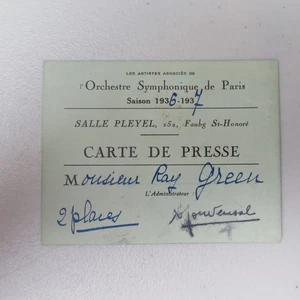 LES ARTISTES ASSOCIÉS DE
l'Orchestre Symphonique de Paris
Saison 1936-1937
SALLE PLEYEL, 252, Faubg St-Honoré
CARTE DE PRESSE
Monsieur Ray Green
L'Administrateur :
2 places